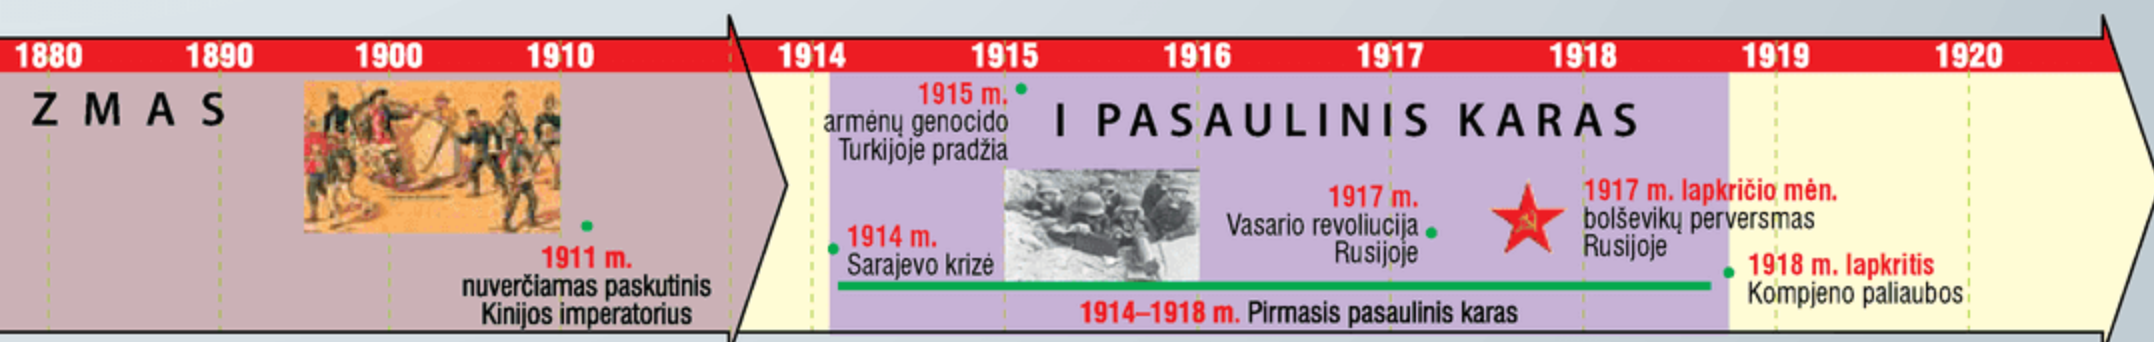 1880 1890 1900 1910 1914 1915 1916 1917 1918 1919 1920
ZMAS
1911 m.
nuverčiamas paskutinis
Kinijos imperatorius
1915 m.
armėnų genocido
Turkijoje pradžia
I PASAULINIS KARAS
1914 m.
Sarajevo krizė
1917 m.
Vasario revoliucija
Rusijoje
1917 m. lapkričio mėn.
bolševikų perversmas
Rusijoje
1918 m. lapkritis
Kompjeno paliaubos
1914–1918 m. Pirmasis pasaulinis karas